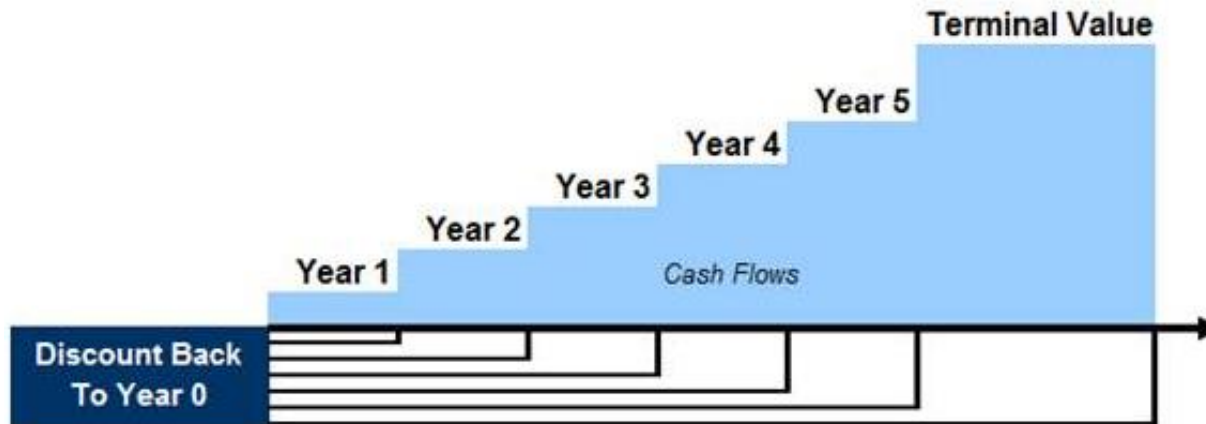 Terminal Value
Year 5
Year 4
Year 3
Year 2
Year 1
Cash Flows
Discount Back
To Year 0